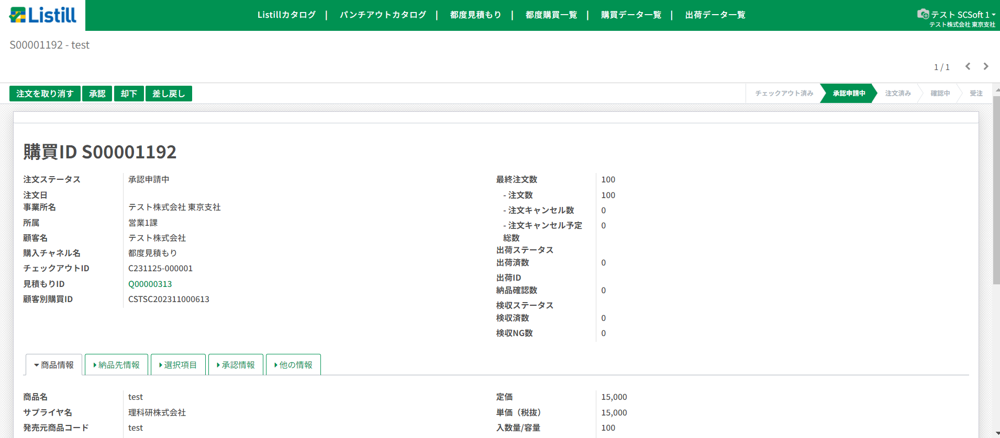 Listill
Listillカタログ | パンチアウトカタログ | 都度見積もり | 都度購買一覧 | 購買データ一覧 | 出荷データ一覧
テスト SCSoft 1
テスト株式会社 東京支社
S00001192 - test
1 / 1
注文を取り消す 承認 却下 差し戻し
チェックアウト済み 承認申請中 注文済み 確認中 受注
購買ID S00001192
注文ステータス 承認申請中
注文日
事業所名 テスト株式会社 東京支社
所属 営業1課
顧客名 テスト株式会社
購入チャネル名 都度見積もり
チェックアウトID C231125-000001
見積もりID Q00000313
顧客別購買ID CSTSC202311000613
最終注文数 100
- 注文数 100
- 注文キャンセル数 0
- 注文キャンセル予定 0
総数
出荷ステータス
出荷済数 0
出荷ID
納品確認数 0
検収ステータス
検収済数 0
検収NG数 0
商品情報 納品先情報 選択項目 承認情報 他の情報
商品名 test
サプライヤ名 理科研株式会社
発売元商品コード test
定価 15,000
単価（税抜） 15,000
入数量/容量 100